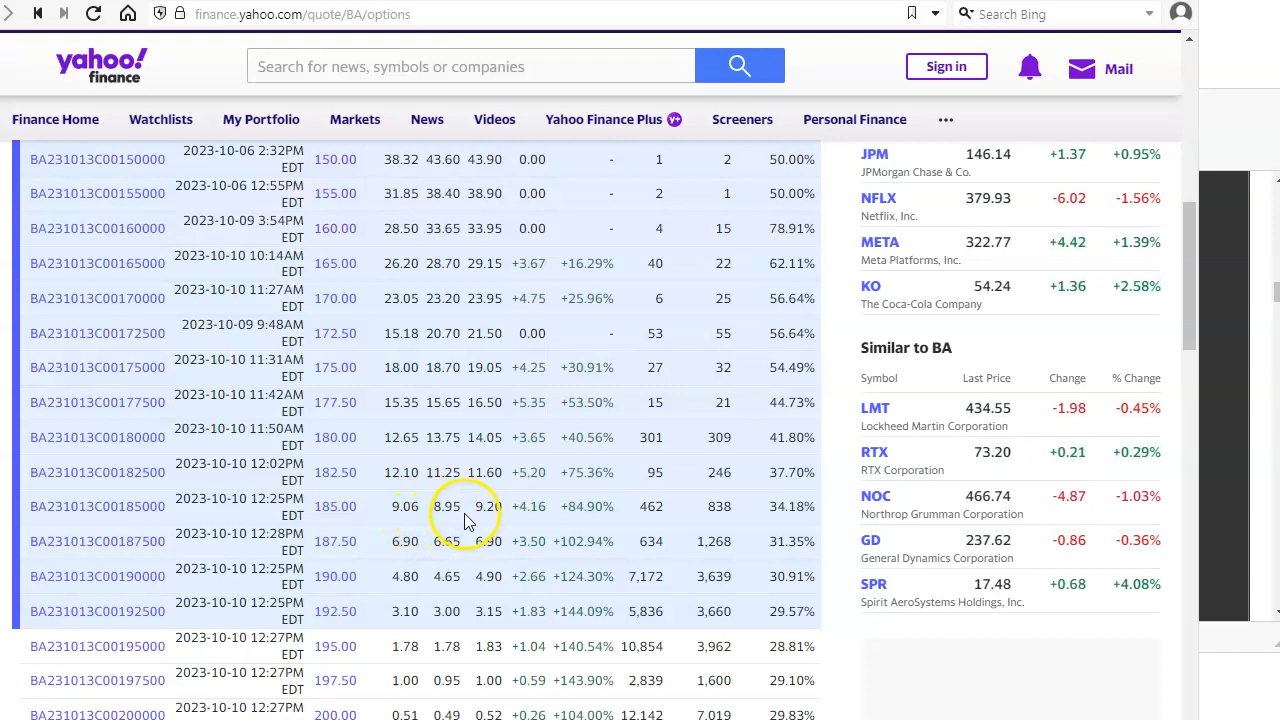 finance.yahoo.com/quote/BA/options
Search Bing
yahoo!
finance
Search for news, symbols or companies
Sign in
Mail
Finance Home Watchlists My Portfolio Markets News Videos Yahoo Finance Plus Y+ Screeners Personal Finance •••
BA231013C00150000 2023-10-06 2:32PM EDT 150.00 38.32 43.60 43.90 0.00 - 1 2 50.00%
BA231013C00155000 2023-10-06 12:55PM EDT 155.00 31.85 38.40 38.90 0.00 - 2 1 50.00%
BA231013C00160000 2023-10-09 3:54PM EDT 160.00 28.50 33.65 33.95 0.00 - 4 15 78.91%
BA231013C00165000 2023-10-10 10:14AM EDT 165.00 26.20 28.70 29.15 +3.67 +16.29% 40 22 62.11%
BA231013C00170000 2023-10-10 11:27AM EDT 170.00 23.05 23.20 23.95 +4.75 +25.96% 6 25 56.64%
BA231013C00172500 2023-10-09 9:48AM EDT 172.50 15.18 20.70 21.50 0.00 - 53 55 56.64%
BA231013C00175000 2023-10-10 11:31AM EDT 175.00 18.00 18.70 19.05 +4.25 +30.91% 27 32 54.49%
BA231013C00177500 2023-10-10 11:42AM EDT 177.50 15.35 15.65 16.50 +5.35 +53.50% 15 21 44.73%
BA231013C00180000 2023-10-10 11:50AM EDT 180.00 12.65 13.75 14.05 +3.65 +40.56% 301 309 41.80%
BA231013C00182500 2023-10-10 12:02PM EDT 182.50 12.10 11.25 11.60 +5.20 +75.36% 95 246 37.70%
BA231013C00185000 2023-10-10 12:25PM EDT 185.00 9.06 8.95 9.20 +4.16 +84.90% 462 838 34.18%
BA231013C00187500 2023-10-10 12:28PM EDT 187.50 6.90 6.65 6.90 +3.50 +102.94% 634 1,268 31.35%
BA231013C00190000 2023-10-10 12:25PM EDT 190.00 4.80 4.65 4.90 +2.66 +124.30% 7,172 3,639 30.91%
BA231013C00192500 2023-10-10 12:25PM EDT 192.50 3.10 3.00 3.15 +1.83 +144.09% 5,836 3,660 29.57%
BA231013C00195000 2023-10-10 12:27PM EDT 195.00 1.78 1.78 1.83 +1.04 +140.54% 10,854 3,962 28.81%
BA231013C00197500 2023-10-10 12:27PM EDT 197.50 1.00 0.95 1.00 +0.59 +143.90% 2,839 1,600 29.10%
BA231013C00200000 2023-10-10 12:27PM 200.00 0.51 0.49 0.52 +0.26 +104.00% 12,142 7,019 29.83%
JPM 146.14 +1.37 +0.95%
JPMorgan Chase & Co.
NFLX 379.93 -6.02 -1.56%
Netflix, Inc.
META 322.77 +4.42 +1.39%
Meta Platforms, Inc.
KO 54.24 +1.36 +2.58%
The Coca-Cola Company
Similar to BA
Symbol Last Price Change % Change
LMT 434.55 -1.98 -0.45%
Lockheed Martin Corporation
RTX 73.20 +0.21 +0.29%
RTX Corporation
NOC 466.74 -4.87 -1.03%
Northrop Grumman Corporation
GD 237.62 -0.86 -0.36%
General Dynamics Corporation
SPR 17.48 +0.68 +4.08%
Spirit AeroSystems Holdings, Inc.